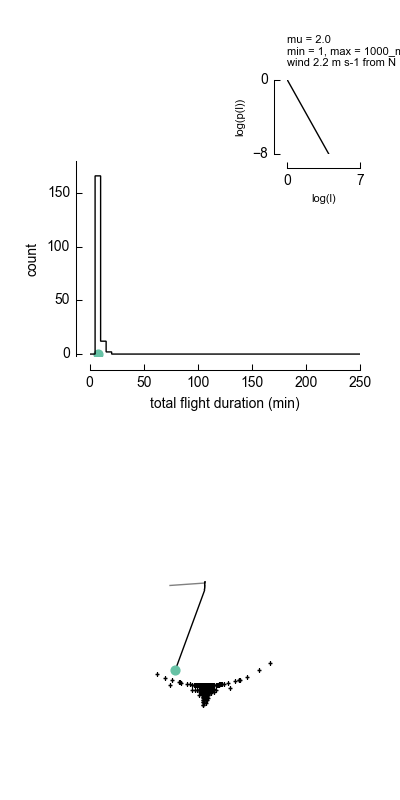 mu = 2.0
min = 1, max = 1000_m
wind 2.2 m s-1 from N
0
log(p(l))
−8
0 7
log(l)
150
100
count
50
0
0 50 100 150 200 250
total flight duration (min)